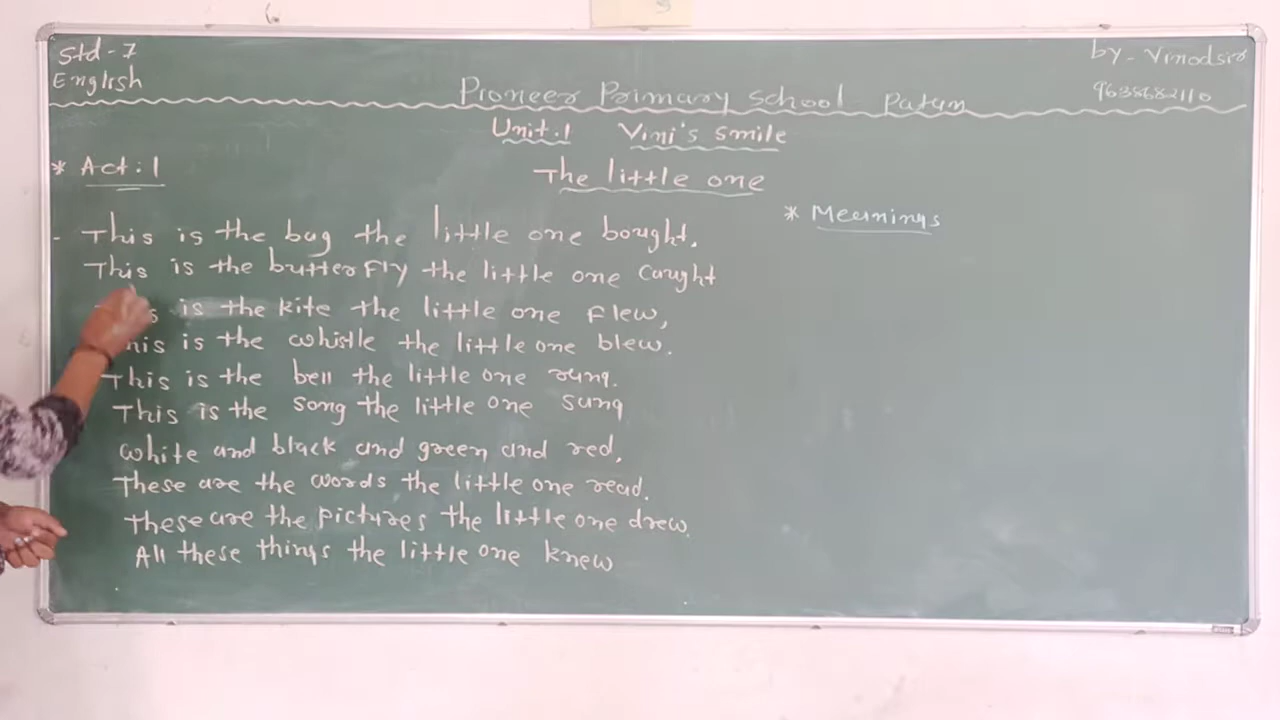 Std - 7
English
by - Vinodsir
9638682110
Pioneer Primary School Patan
Unit.1 Vini's smile
* Act:1
The little one
* Meanings
- This is the bag the little one bought.
This is the butterfly the little one caught
is the kite the little one flew,
This is the whistle the little one blew.
This is the bell the little one rung.
This is the song the little one sung
white and black and green and red,
These are the words the little one read.
These are the pictures the little one drew.
All these things the little one knew